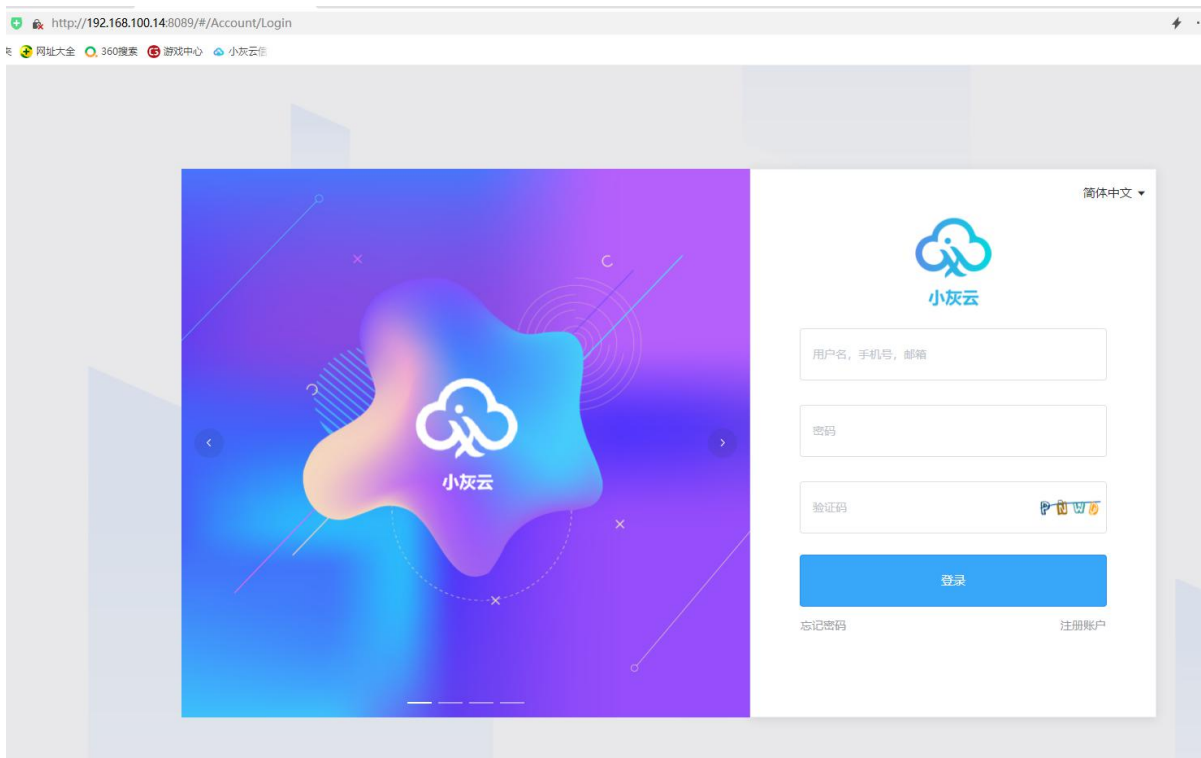 http://192.168.100.14:8089/#/Account/Login
网址大全 360搜索 游戏中心 小灰云
简体中文
小灰云
小灰云
用户名，手机号，邮箱
密码
验证码 PNW6
登录
忘记密码 注册账户